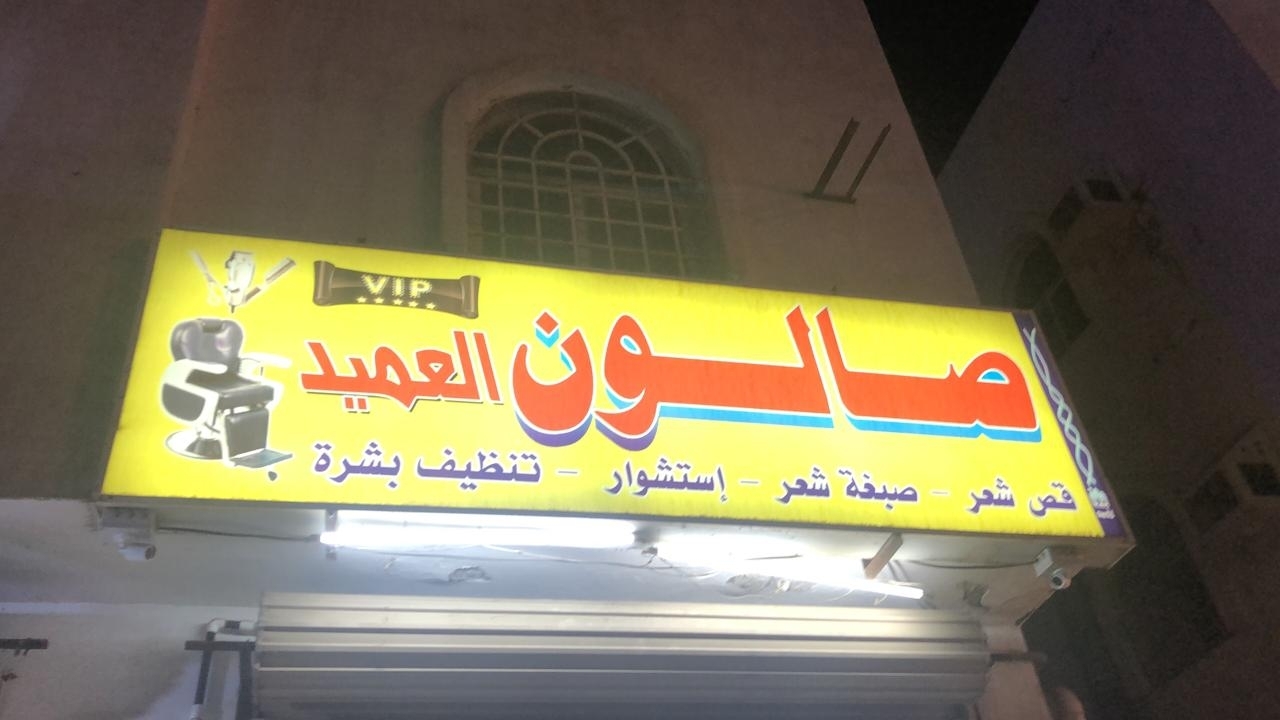 VIP
صالون العميد
قص شعر - صبغة شعر - إستشوار - تنظيف بشرة